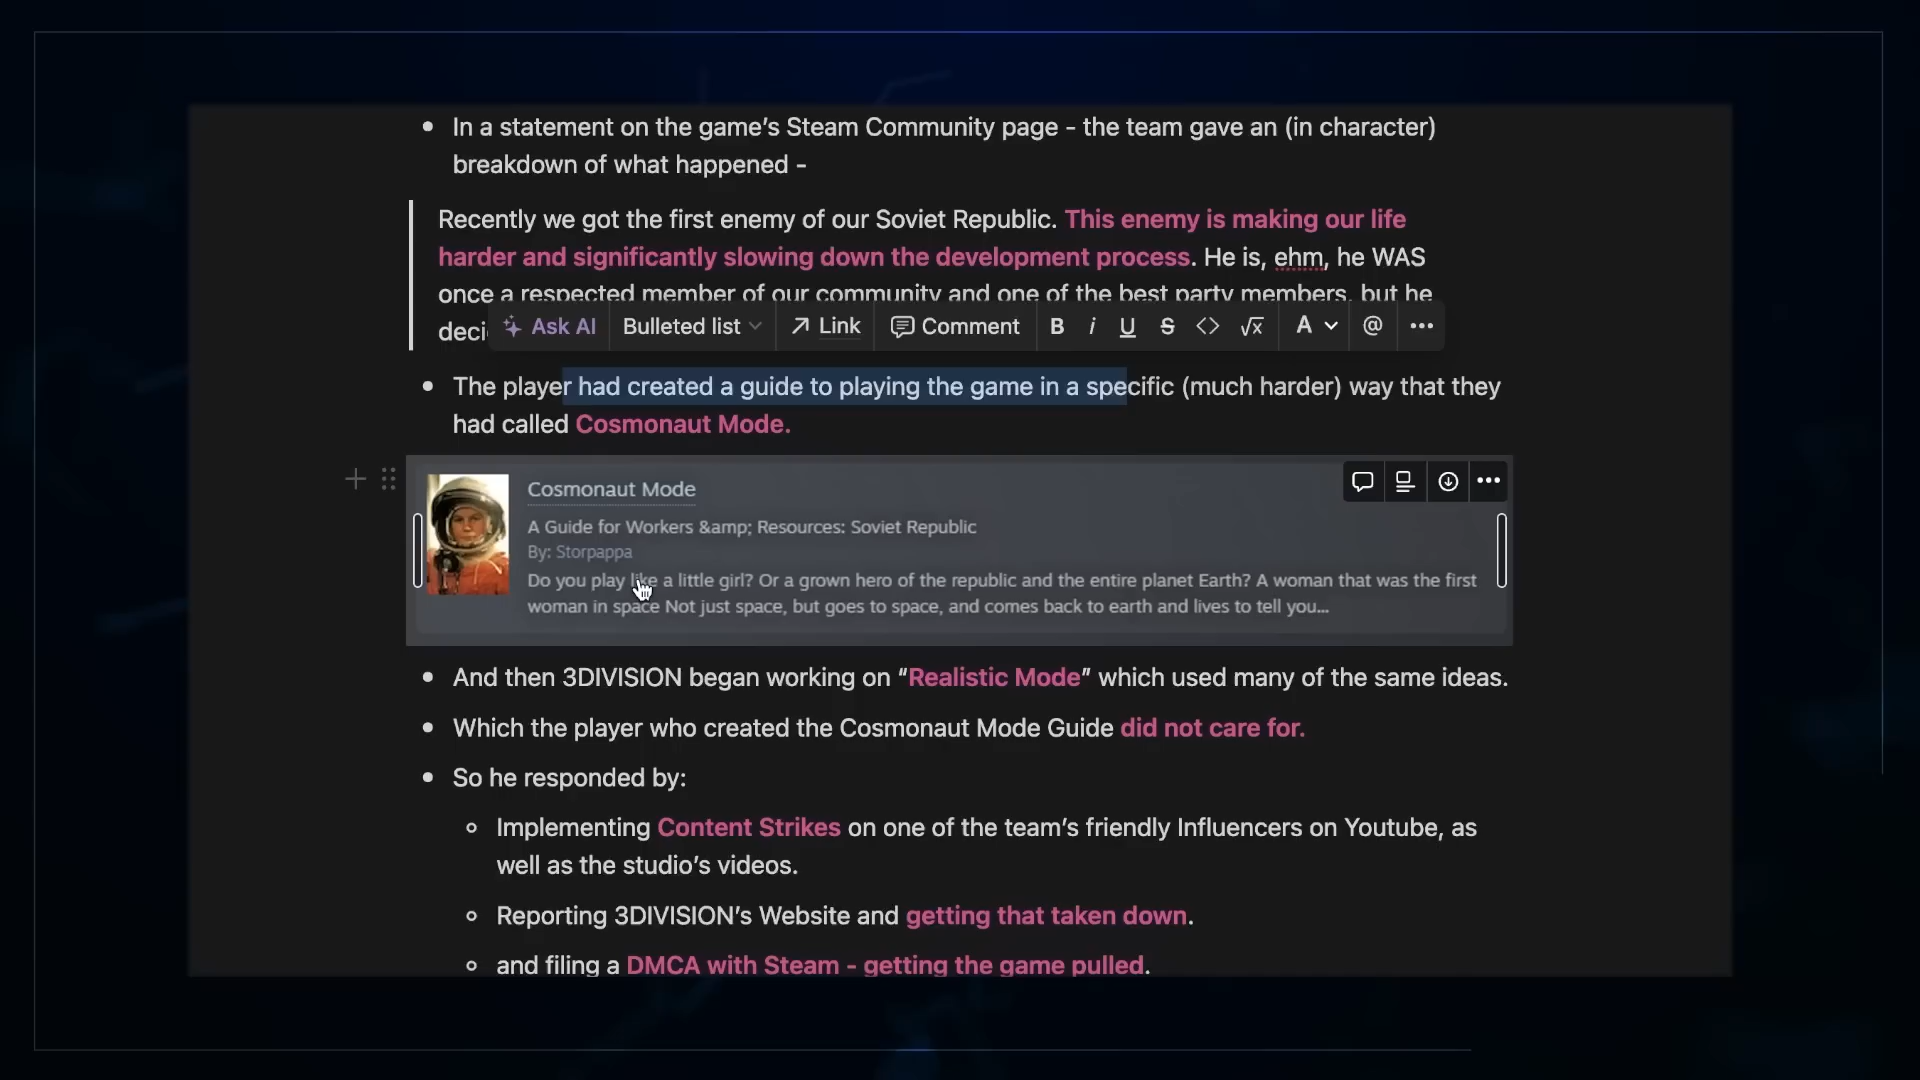 In a statement on the game's Steam Community page - the team gave an (in character)
breakdown of what happened -
Recently we got the first enemy of our Soviet Republic. This enemy is making our life
harder and significantly slowing down the development process. He is, ehm, he WAS
once a respected member of our community and one of the best party members, but he
deci
Ask AI Bulleted list Link Comment B i U S <> √x A @ •••
The player had created a guide to playing the game in a specific (much harder) way that they
had called Cosmonaut Mode.
Cosmonaut Mode
A Guide for Workers &amp; Resources: Soviet Republic
By: Storpappa
Do you play like a little girl? Or a grown hero of the republic and the entire planet Earth? A woman that was the first
woman in space Not just space, but goes to space, and comes back to earth and lives to tell you...
And then 3DIVISION began working on “Realistic Mode” which used many of the same ideas.
Which the player who created the Cosmonaut Mode Guide did not care for.
So he responded by:
Implementing Content Strikes on one of the team's friendly Influencers on Youtube, as
well as the studio's videos.
Reporting 3DIVISION's Website and getting that taken down.
and filing a DMCA with Steam - getting the game pulled.